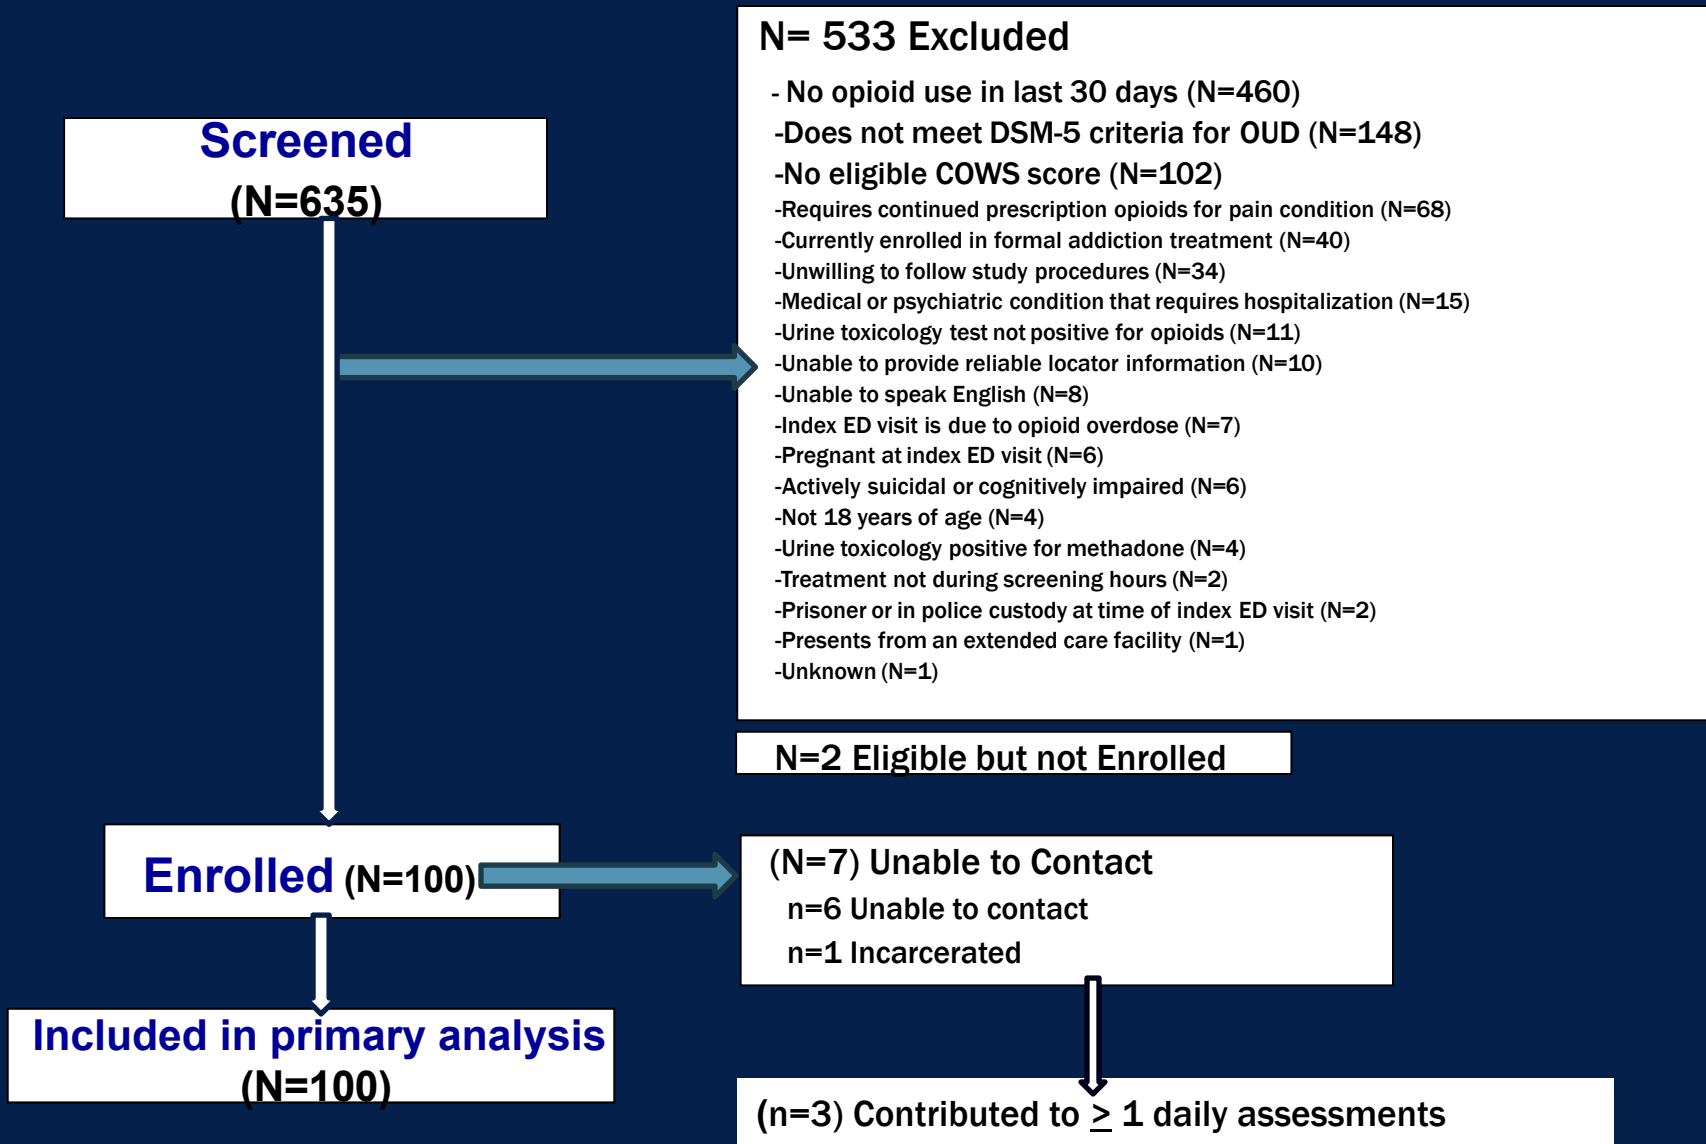 Screened
(N=635)
N= 533 Excluded
- No opioid use in last 30 days (N=460)
-Does not meet DSM-5 criteria for OUD (N=148)
-No eligible COWS score (N=102)
-Requires continued prescription opioids for pain condition (N=68)
-Currently enrolled in formal addiction treatment (N=40)
-Unwilling to follow study procedures (N=34)
-Medical or psychiatric condition that requires hospitalization (N=15)
-Urine toxicology test not positive for opioids (N=11)
-Unable to provide reliable locator information (N=10)
-Unable to speak English (N=8)
-Index ED visit is due to opioid overdose (N=7)
-Pregnant at index ED visit (N=6)
-Actively suicidal or cognitively impaired (N=6)
-Not 18 years of age (N=4)
-Urine toxicology positive for methadone (N=4)
-Treatment not during screening hours (N=2)
-Prisoner or in police custody at time of index ED visit (N=2)
-Presents from an extended care facility (N=1)
-Unknown (N=1)
N=2 Eligible but not Enrolled
Enrolled (N=100)
(N=7) Unable to Contact
n=6 Unable to contact
n=1 Incarcerated
Included in primary analysis
(N=100)
(n=3) Contributed to ≥ 1 daily assessments